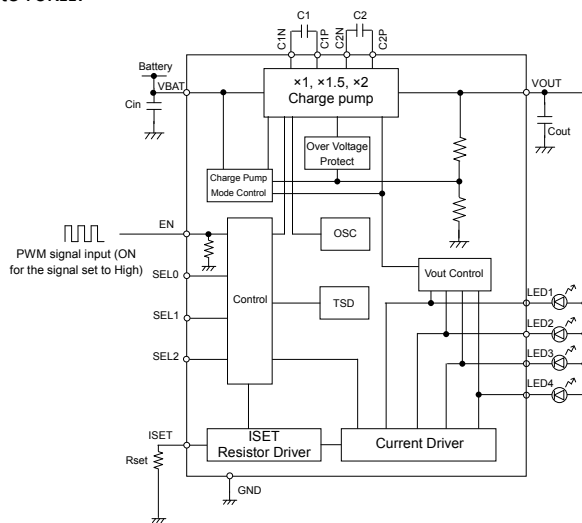 C1
C2
C1N
C1P
C2N
C2P
Battery
VBAT
Cin
×1, ×1.5, ×2
Charge pump
VOUT
Cout
Over Voltage
Protect
Charge Pump
Mode Control
EN
PWM signal input (ON
for the signal set to High)
OSC
SEL0
Control
Vout Control
LED1
TSD
SEL1
LED2
SEL2
LED3
LED4
ISET
Rset
ISET
Resistor Driver
Current Driver
GND